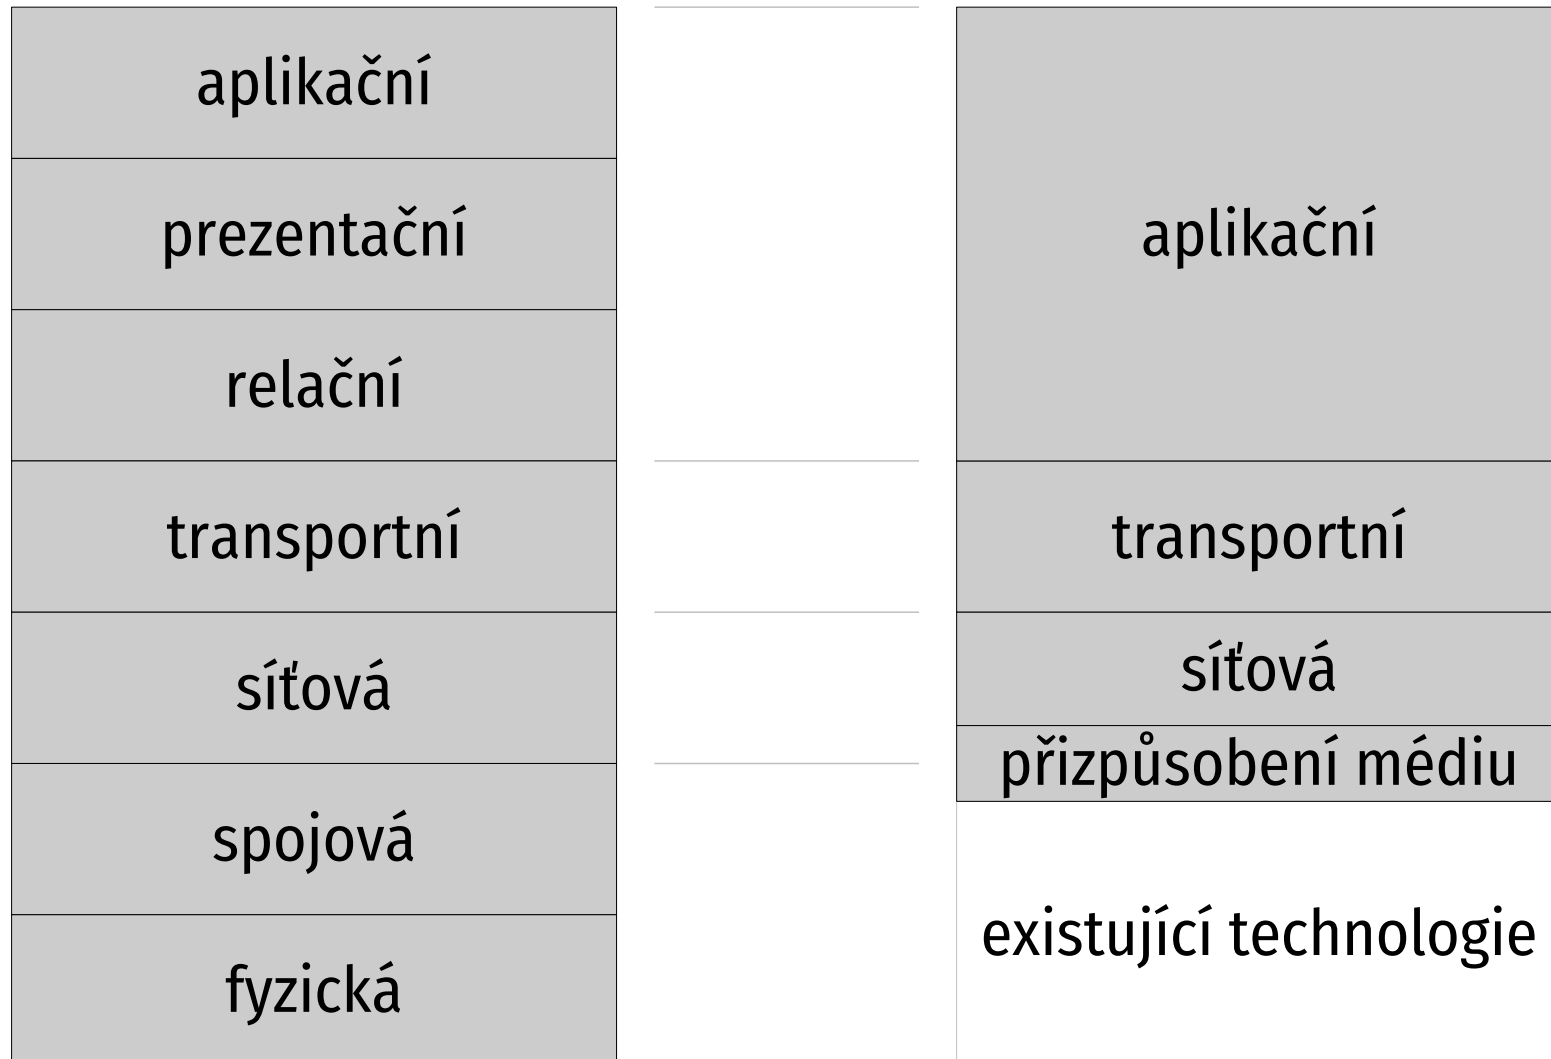 aplikační
prezentační
relační
transportní
síťová
spojová
fyzická
aplikační
transportní
síťová
přizpůsobení médiu
existující technologie